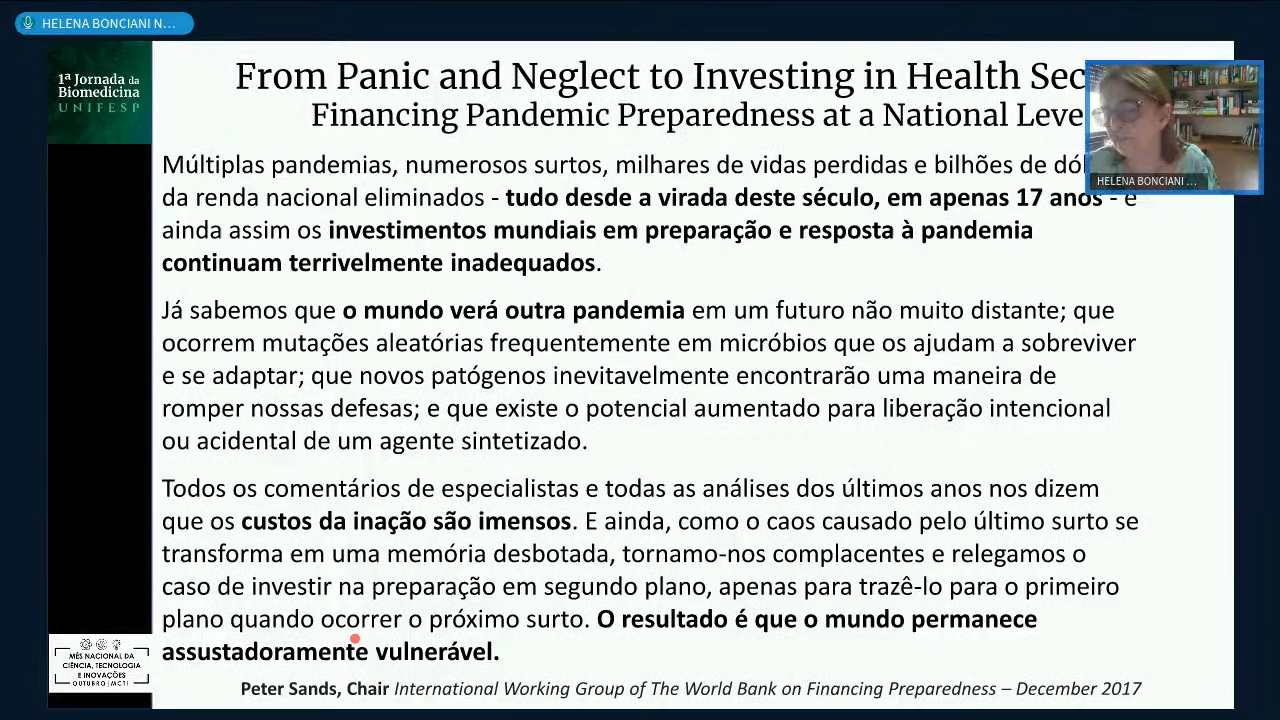 HELENA BONCIANI N...
1ª Jornada da
Biomedicina
UNIFESP
From Panic and Neglect to Investing in Health
Financing Pandemic Preparedness at a National
HELENA BONCIANI ...
Múltiplas pandemias, numerosos surtos, milhares de vidas perdidas e bilhões de
da renda nacional eliminados - tudo desde a virada deste século, em apenas 17 anos - e
ainda assim os investimentos mundiais em preparação e resposta à pandemia
continuam terrivelmente inadequados.
Já sabemos que o mundo verá outra pandemia em um futuro não muito distante; que
ocorrem mutações aleatórias frequentemente em micróbios que os ajudam a sobreviver
e se adaptar; que novos patógenos inevitavelmente encontrarão uma maneira de
romper nossas defesas; e que existe o potencial aumentado para liberação intencional
ou acidental de um agente sintetizado.
Todos os comentários de especialistas e todas as análises dos últimos anos nos dizem
que os custos da inação são imensos. E ainda, como o caos causado pelo último surto se
transforma em uma memória desbotada, tornamo-nos complacentes e relegamos o
caso de investir na preparação em segundo plano, apenas para trazê-lo para o primeiro
plano quando ocorrer o próximo surto. O resultado é que o mundo permanece
assustadoramente vulnerável.
MÊS NACIONAL DA
CIÊNCIA, TECNOLOGIA
E INOVAÇÕES
OUTUBRO | MCTI
Peter Sands, Chair International Working Group of The World Bank on Financing Preparedness – December 2017